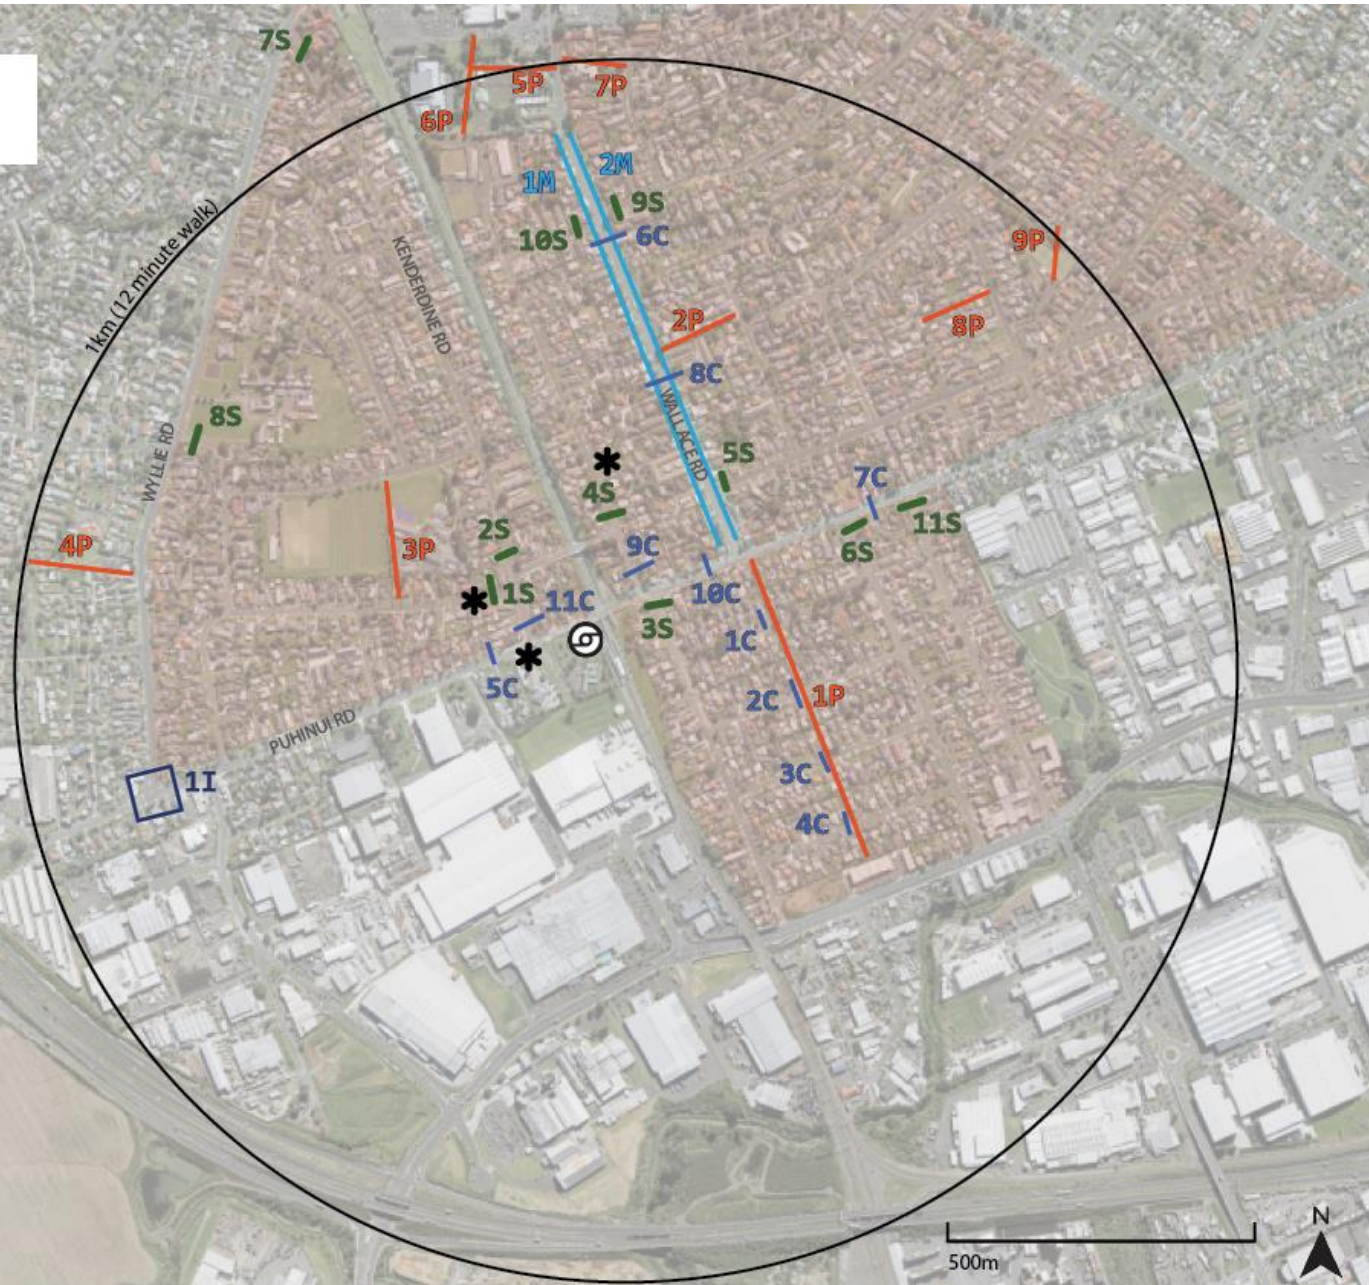 7S
5P
7P
6P
2M
1M
9S
10S
6C
9P
1km (12 minute walk)
KENDERDINE RD
2P
8P
8C
WALLACE RD
8S
WYLLIE RD
5S
7C
4S
11S
2S
6S
4P
3P
9C
1S
11C
10C
3S
1C
5C
2C
1P
PUHINUI RD
3C
1I
4C
N
500m